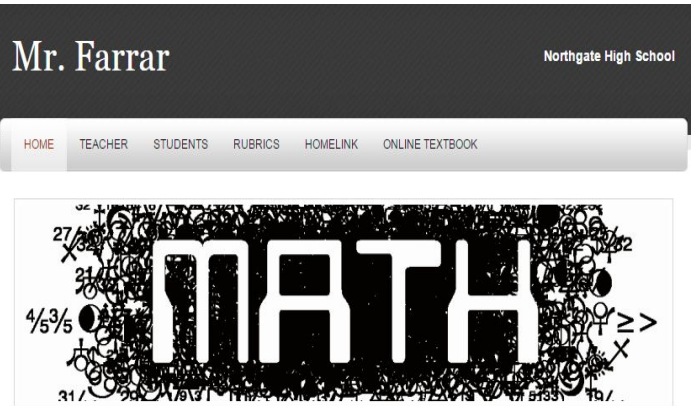 Mr. Farrar
Northgate High School
HOME TEACHER STUDENTS RUBRICS HOMELINK ONLINE TEXTBOOK
MATH